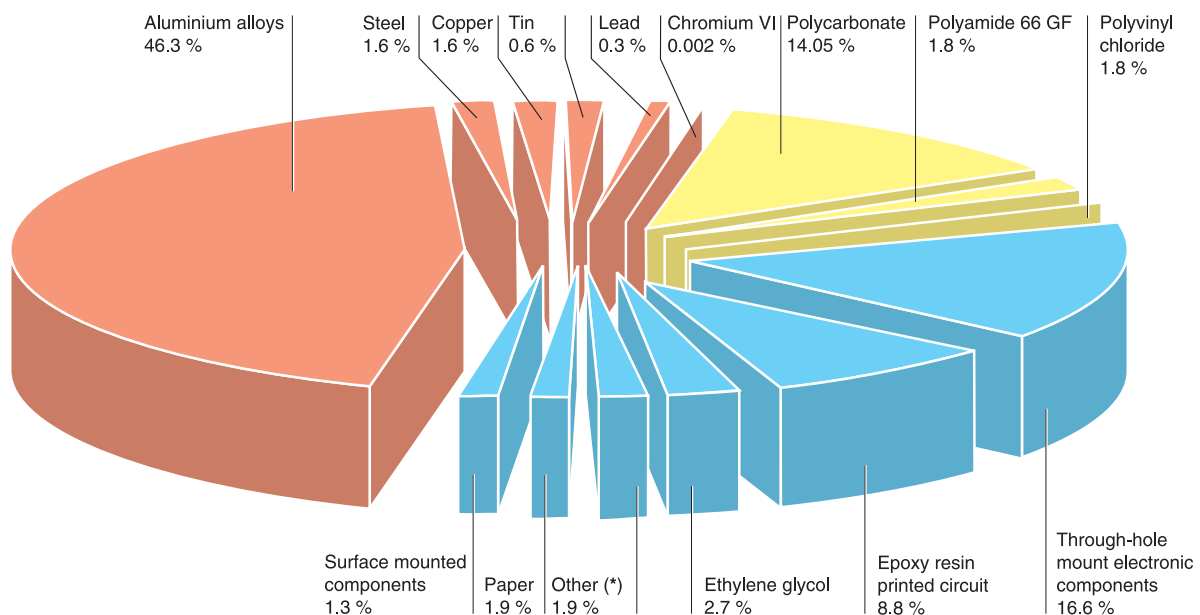 Aluminium alloys
46.3 %
Steel
1.6 %
Copper
1.6 %
Tin
0.6 %
Lead
0.3 %
Chromium VI
0.002 %
Polycarbonate
14.05 %
Polyamide 66 GF
1.8 %
Polyvinyl
chloride
1.8 %
Surface mounted
components
1.3 %
Paper
1.9 %
Other (*)
1.9 %
Ethylene glycol
2.7 %
Epoxy resin
printed circuit
8.8 %
Through-hole
mount electronic
components
16.6 %